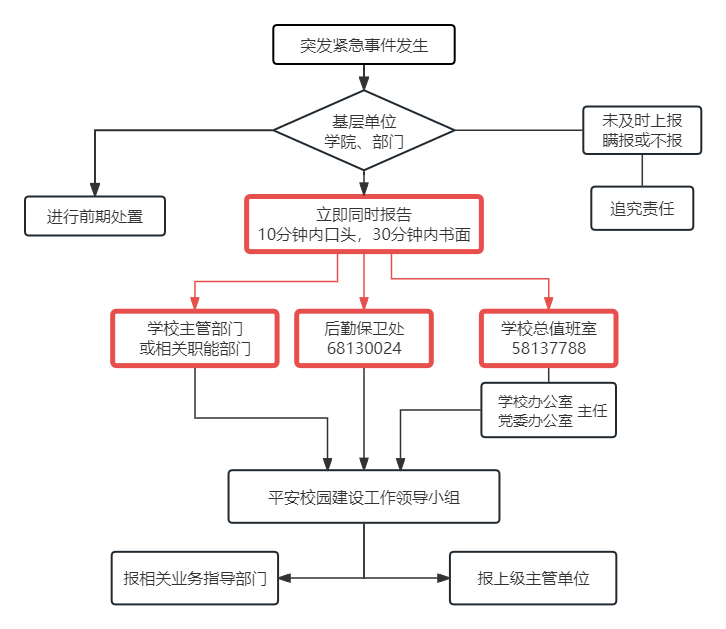 突发紧急事件发生
基层单位
学院、部门
未及时上报
瞒报或不报
进行前期处置
追究责任
立即同时报告
10分钟内口头，30分钟内书面
学校主管部门
或相关职能部门
后勤保卫处
68130024
学校总值班室
58137788
学校办公室
党委办公室
主任
平安校园建设工作领导小组
报相关业务指导部门
报上级主管单位